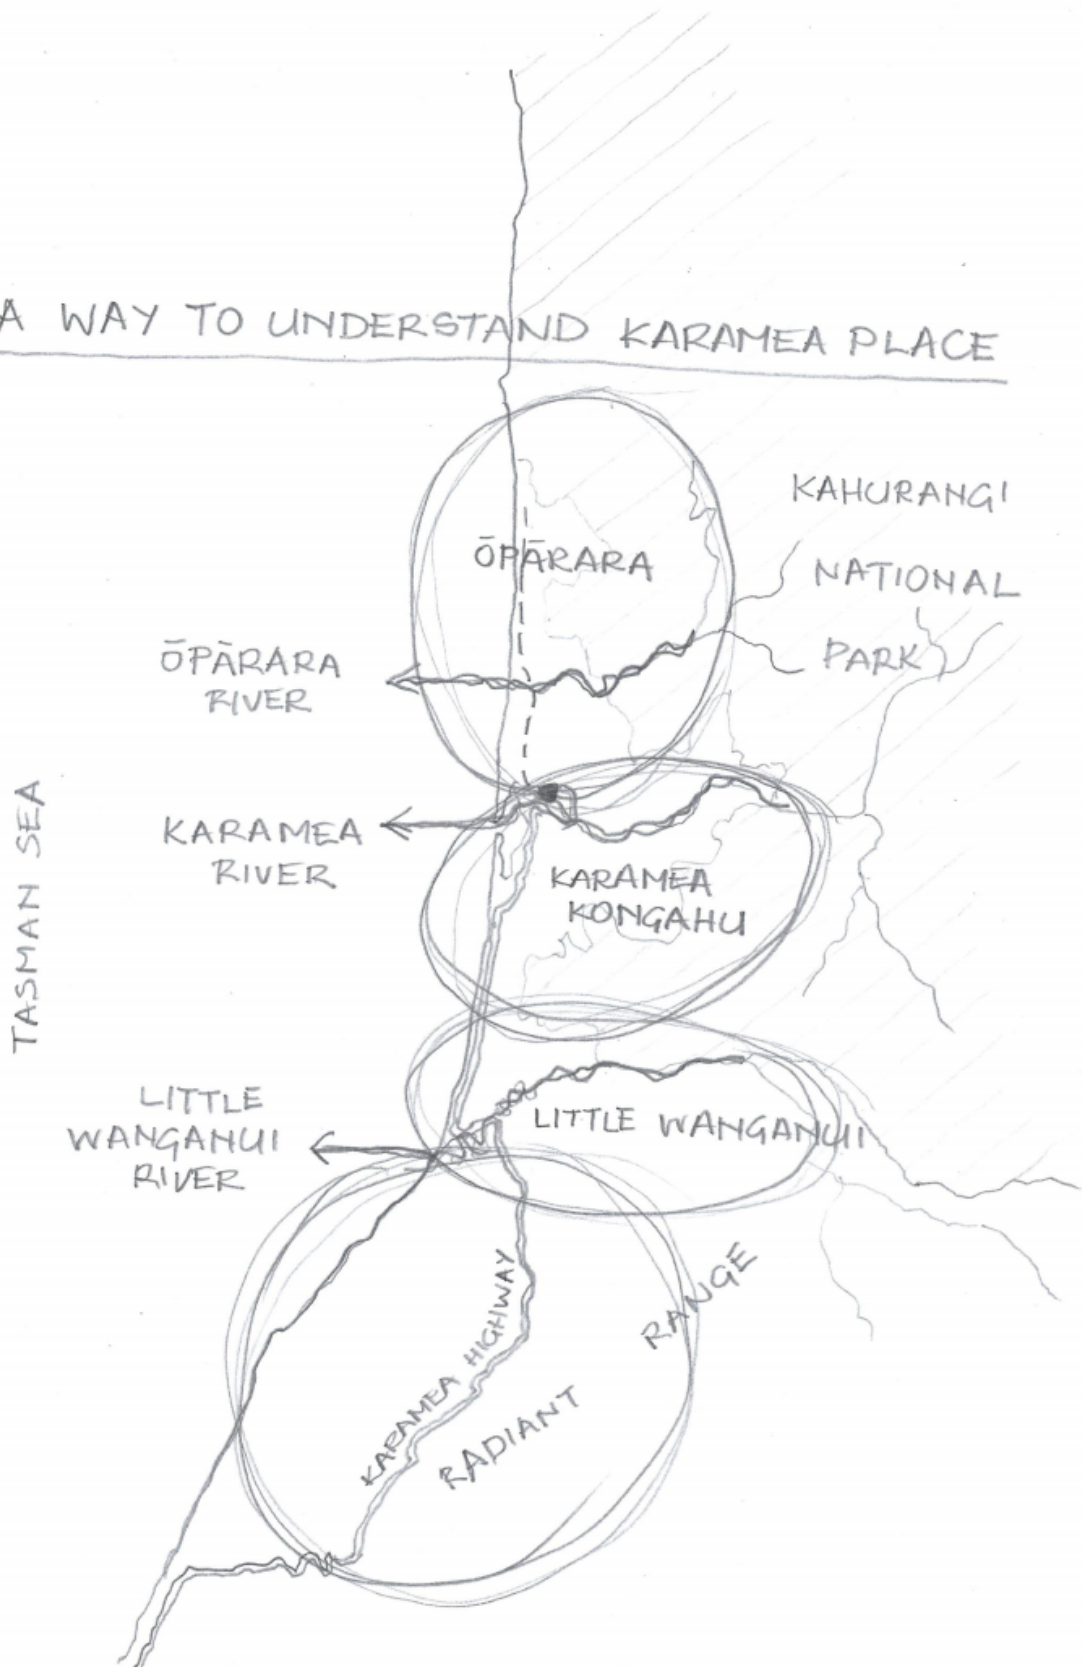 A WAY TO UNDERSTAND KARAMEA PLACE
KAHURANGI
NATIONAL
PARK
ŌPĀRARA
ŌPĀRARA
RIVER
TASMAN SEA
KARAMEA
RIVER
KARAMEA
KONGAHU
LITTLE
WANGANUI
RIVER
LITTLE WANGANUI
KARAMEA HIGHWAY
RADIANT
RANGE